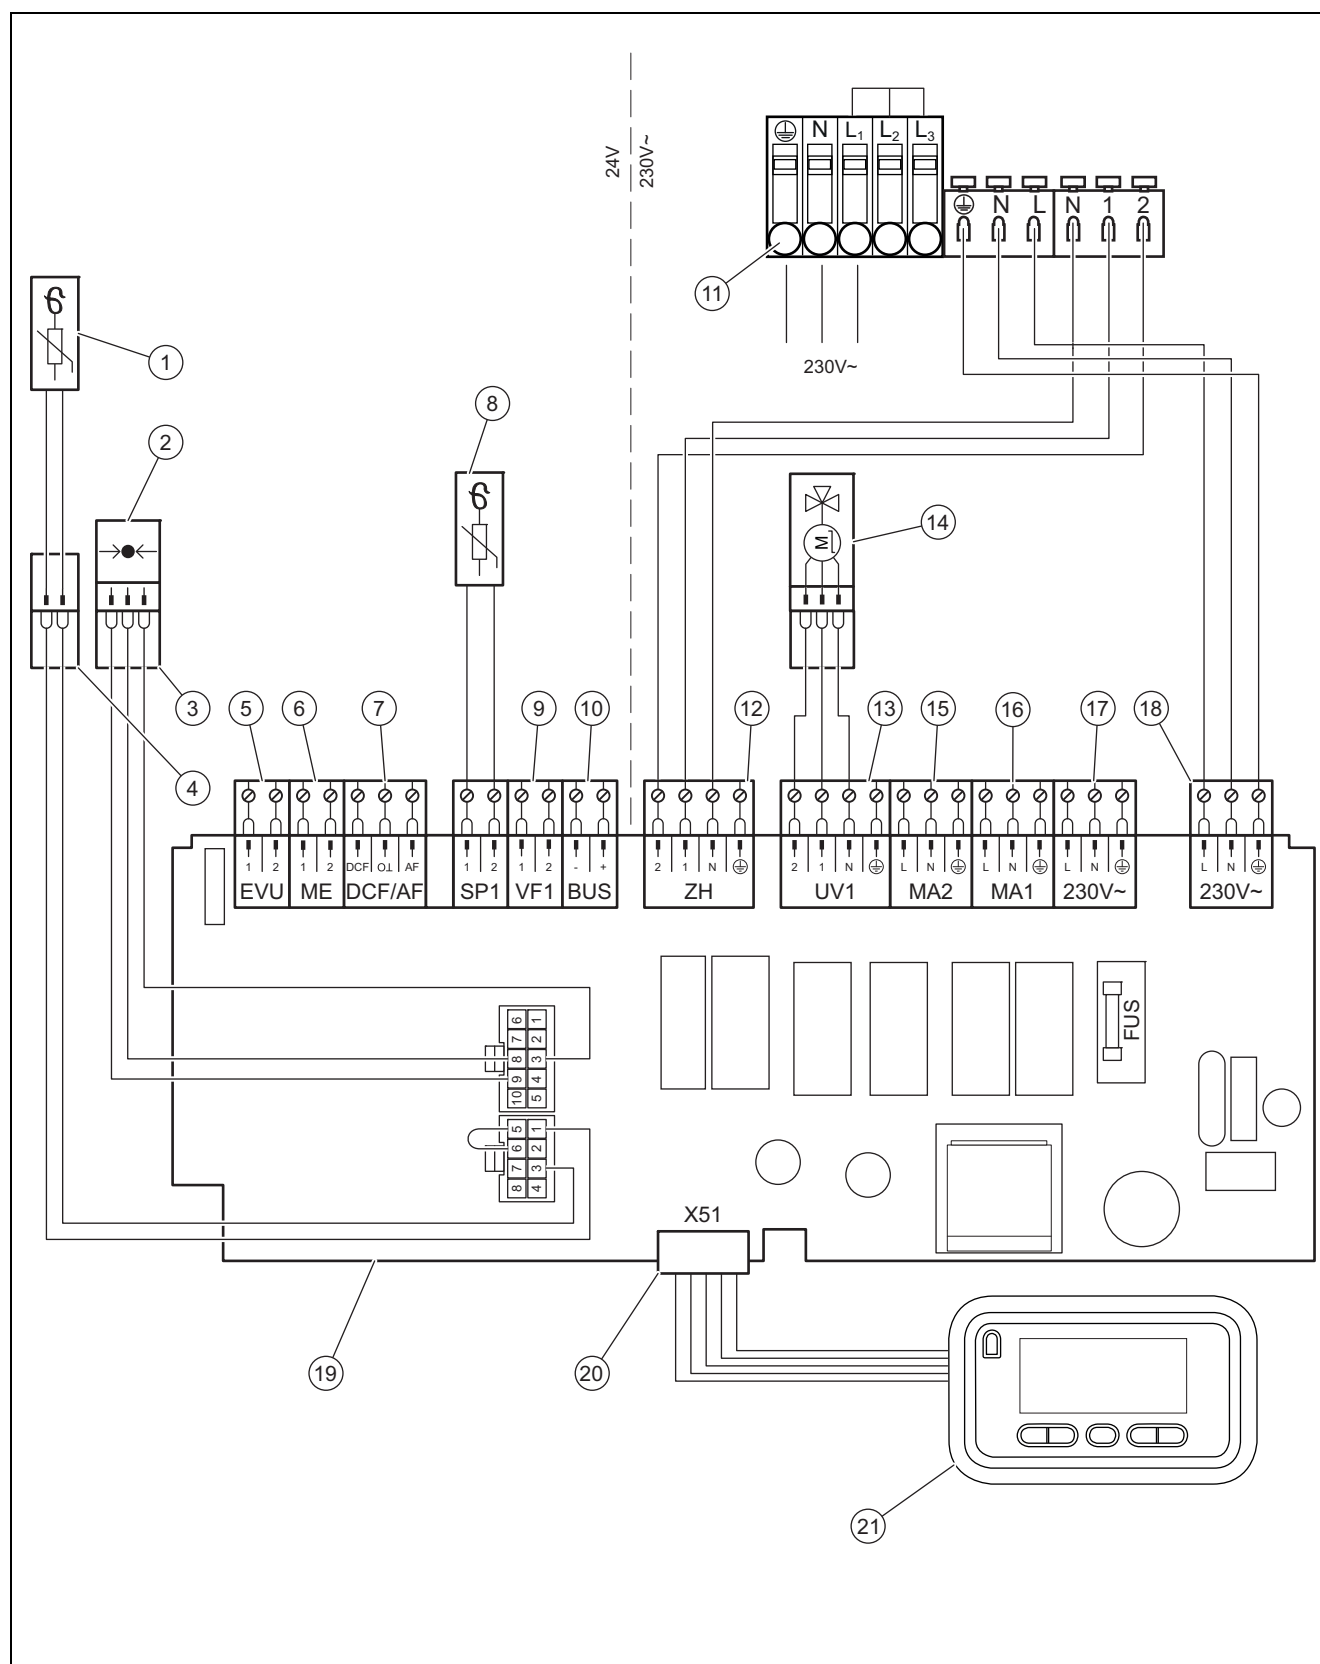 24V
230V~
N L1 L2 L3
N L N 1 2
11
230V~
1
8
2
14
M
3
4
5 6 7 9 10 12 13 15 16 17 18
1 2 1 2 DCF O⊥ AF 1 2 1 2 - + 2 1 N 2 1 N L N L N L N L N
EVU ME DCF/AF SP1 VF1 BUS ZH UV1 MA2 MA1 230V~ 230V~
6 1
7 2
8 3
9 4
10 5
FUS
5 1
6 2
7 3
8 4
X51
19
20
21